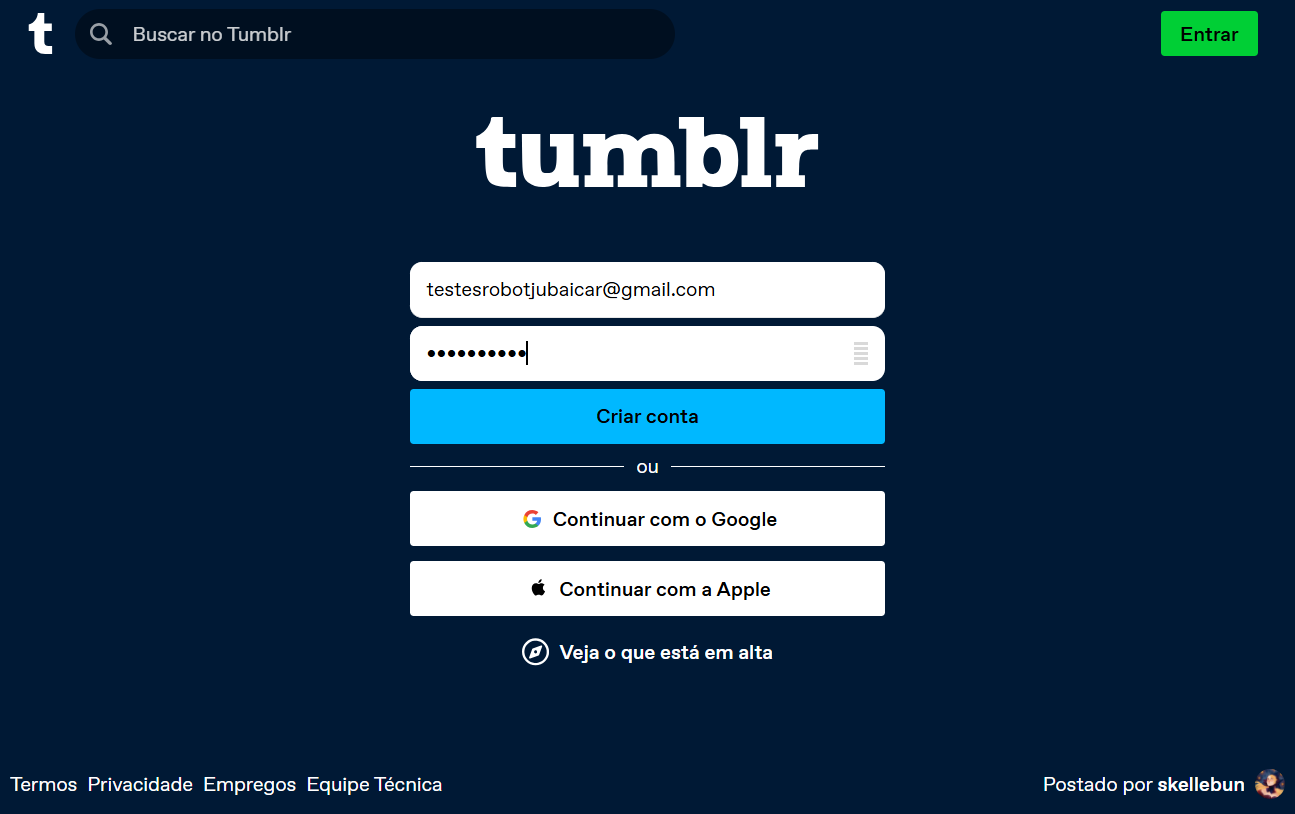 t Buscar no Tumblr Entrar
tumblr
testesrobotjubaicar@gmail.com
••••••••••
Criar conta
ou
Continuar com o Google
Continuar com a Apple
Veja o que está em alta
Termos Privacidade Empregos Equipe Técnica Postado por skellebun